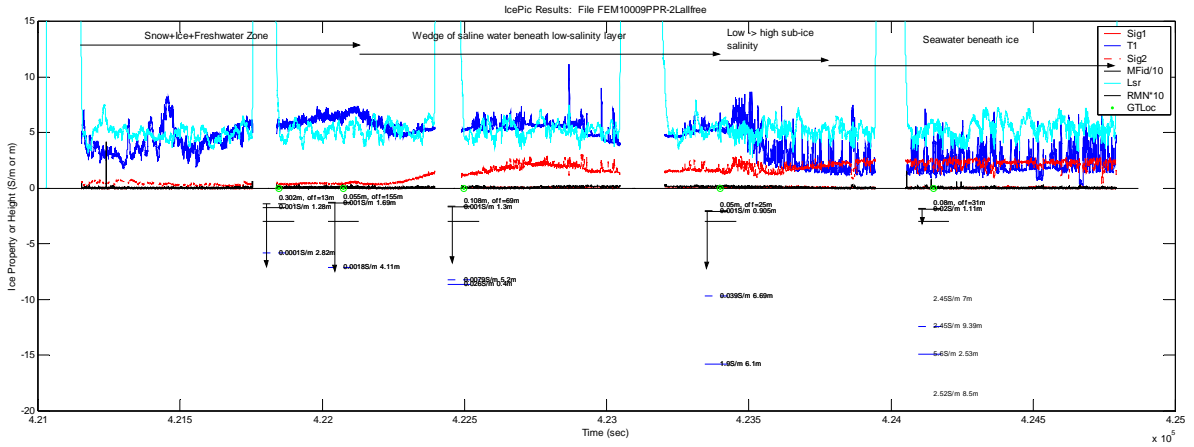 IcePic Results: File FEM10009PPR-2Lallfree
Snow+Ice+Freshwater Zone
Wedge of saline water beneath low-salinity layer
Low -> high sub-ice
salinity
Seawater beneath ice
Sig1
T1
Sig2
MFid/10
Lsr
RMN*10
GTLoc
Ice Property or Height (S/m or m)
15
10
5
0
-5
-10
-15
-20
0.302m, off=13m
0.001S/m 1.28m
0.0001S/m 2.82m
0.055m, off=155m
0.001S/m 1.69m
0.0018S/m 4.11m
0.108m, off=69m
0.001S/m 1.3m
0.0079S/m 5.2m
0.026S/m 0.4m
0.05m, off=25m
0.001S/m 0.905m
0.039S/m 6.69m
1.9S/m 6.1m
0.08m, off=31m
0.02S/m 1.11m
2.45S/m 7m
2.45S/m 9.39m
5.6S/m 2.53m
2.52S/m 8.5m
4.21
4.215
4.22
4.225
4.23
4.235
4.24
4.245
4.25
Time (sec)
x 10⁵